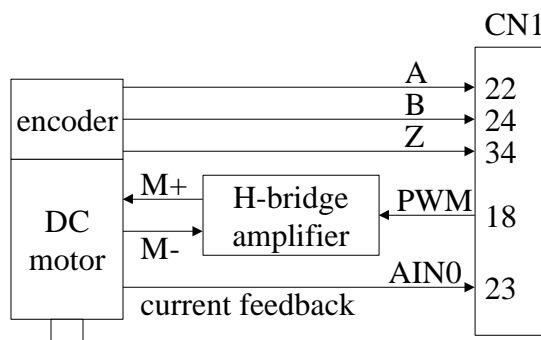 CN1
A
22
encoder
B
24
Z
34
M+
H-bridge
amplifier
PWM
18
DC
motor
M-
AIN0
23
current feedback